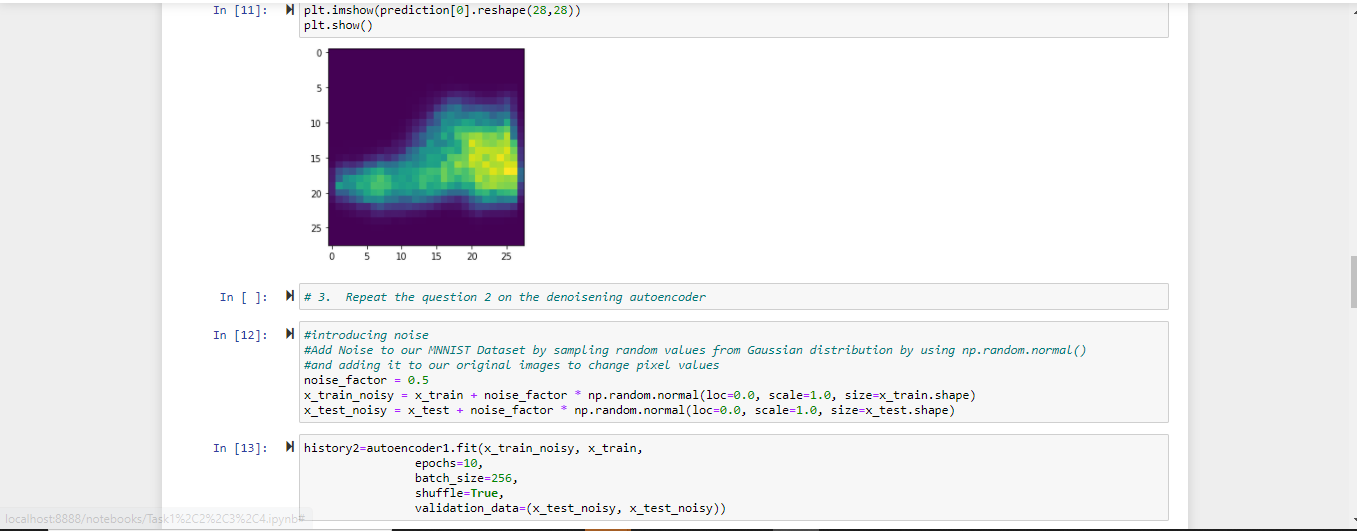 In [11]: plt.imshow(prediction[0].reshape(28,28))
plt.show()
0
5
10
15
20
25
0 5 10 15 20 25
In [ ]: # 3.  Repeat the question 2 on the denoisening autoencoder
In [12]: #introducing noise
#Add Noise to our MNNIST Dataset by sampling random values from Gaussian distribution by using np.random.normal()
#and adding it to our original images to change pixel values
noise_factor = 0.5
x_train_noisy = x_train + noise_factor * np.random.normal(loc=0.0, scale=1.0, size=x_train.shape)
x_test_noisy = x_test + noise_factor * np.random.normal(loc=0.0, scale=1.0, size=x_test.shape)
In [13]: history2=autoencoder1.fit(x_train_noisy, x_train,
epochs=10,
batch_size=256,
shuffle=True,
validation_data=(x_test_noisy, x_test_noisy))
localhost:8888/notebooks/Task1%2C2%2C3%2C4.ipynb#